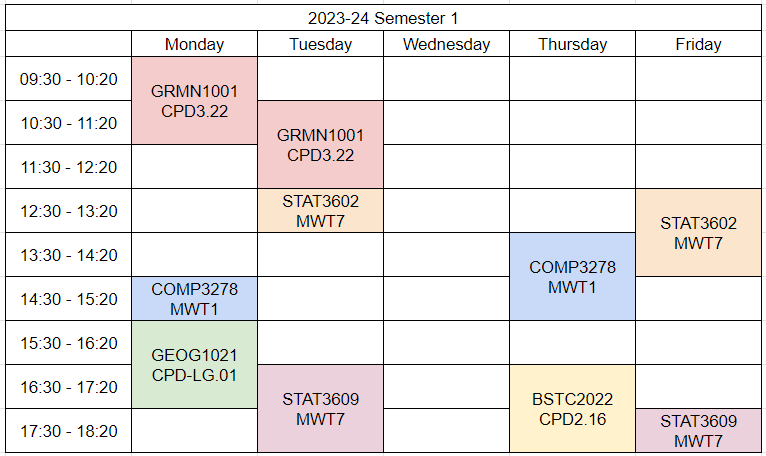 2023-24 Semester 1
Monday Tuesday Wednesday Thursday Friday
09:30 - 10:20
GRMN1001
CPD3.22
10:30 - 11:20
GRMN1001
CPD3.22
11:30 - 12:20
12:30 - 13:20
STAT3602
MWT7
STAT3602
MWT7
13:30 - 14:20
COMP3278
MWT1
14:30 - 15:20
COMP3278
MWT1
15:30 - 16:20
GEOG1021
CPD-LG.01
16:30 - 17:20
STAT3609
MWT7
BSTC2022
CPD2.16
17:30 - 18:20
STAT3609
MWT7